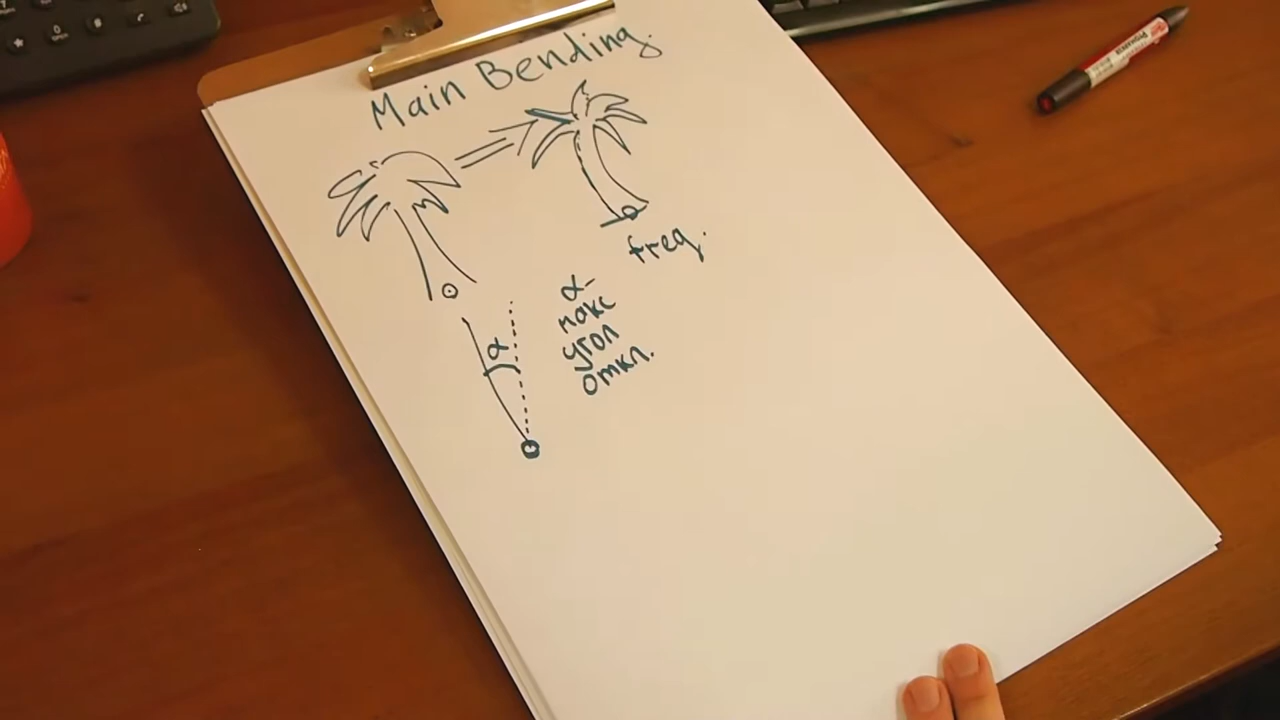 Main Bending.
freq.
α
α-
макс
угол
откл.